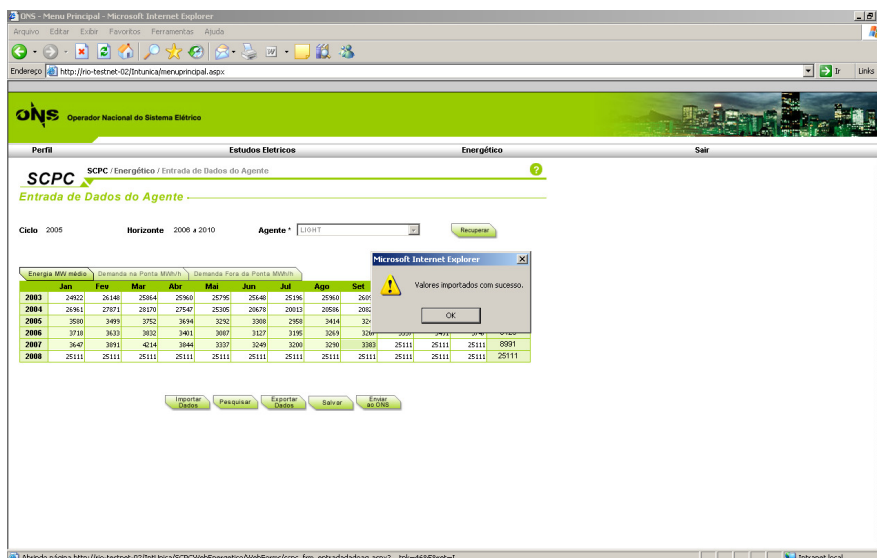 ONS - Menu Principal - Microsoft Internet Explorer
Arquivo Editar Exibir Favoritos Ferramentas Ajuda
Endereço http://rio-testnet-02/Intunica/menuprincipal.aspx Ir Links
ONS Operador Nacional do Sistema Elétrico
Perfil Estudos Eletricos Energético Sair
SCPC SCPC / Energético / Entrada de Dados do Agente ?
Entrada de Dados do Agente
Ciclo 2005 Horizonte 2006 a 2010 Agente * LIGHT Recuperar
Microsoft Internet Explorer
Valores importados com sucesso.
OK
Energia MW médio Demanda na Ponta MWh/h Demanda Fora da Ponta MWh/h
Jan Fev Mar Abr Mai Jun Jul Ago Set
2003 24922 26148 25864 25960 25795 25648 25196 25960
2004 26961 27871 28170 27547 25305 20678 20013 20586
2005 3580 3499 3752 3694 3292 3308 2958 3414
2006 3718 3633 3832 3401 3087 3127 3195 3269
2007 3647 3891 4214 3844 3337 3249 3200 3290 3383 25111 25111 25111 8991
2008 25111 25111 25111 25111 25111 25111 25111 25111 25111 25111 25111 25111 25111
Importar Dados Pesquisar Exportar Dados Salvar Enviar ao ONS
Intranet local